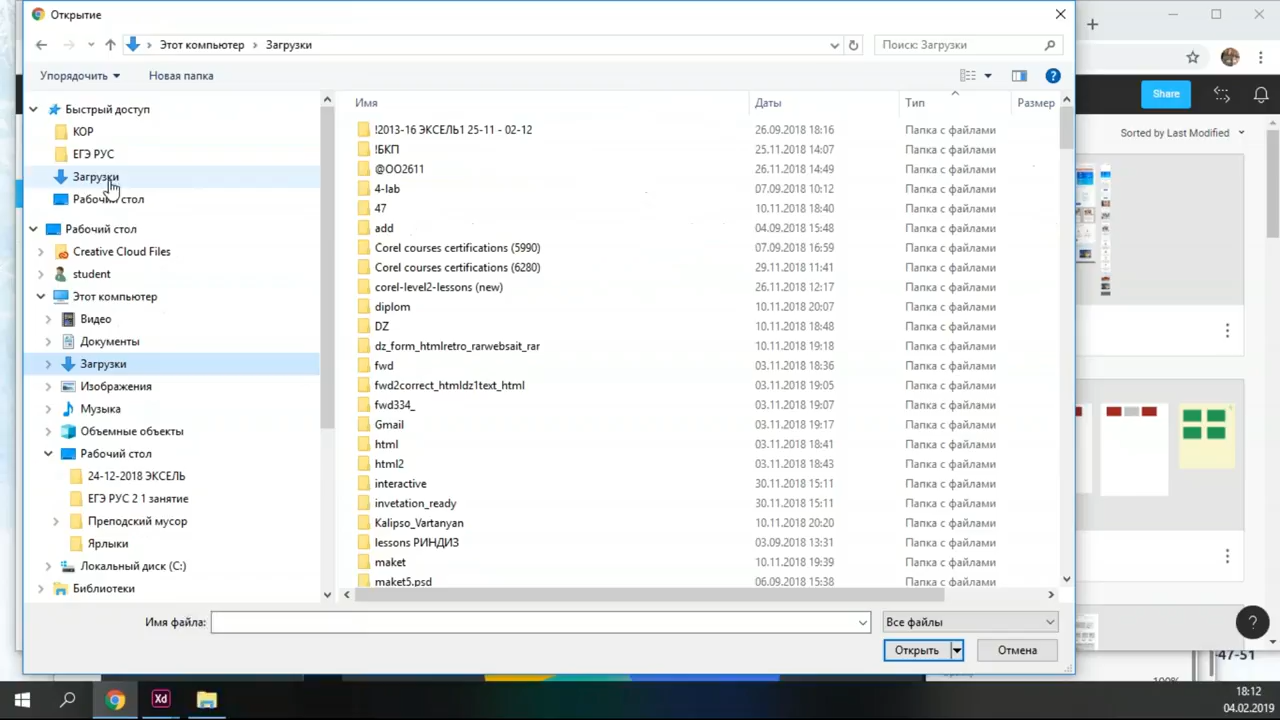 Открытие
Этот компьютер
Загрузки
Поиск: Загрузки
Упорядочить
Новая папка
Share
Sorted by Last Modified
Быстрый доступ
КОР
ЕГЭ РУС
Загрузки
Рабочий стол
Рабочий стол
Creative Cloud Files
student
Этот компьютер
Видео
Документы
Загрузки
Изображения
Музыка
Объемные объекты
Рабочий стол
24-12-2018 ЭКСЕЛЬ
ЕГЭ РУС 2 1 занятие
Преподский мусор
Ярлыки
Локальный диск (C:)
Библиотеки
Имя Даты Тип Размер
!2013-16 ЭКСЕЛЬ1 25-11 - 02-12 26.09.2018 18:16 Папка с файлами
!БКП 25.11.2018 14:07 Папка с файлами
@OO2611 26.11.2018 14:49 Папка с файлами
4-lab 07.09.2018 10:12 Папка с файлами
47 10.11.2018 18:40 Папка с файлами
add 04.09.2018 15:48 Папка с файлами
Corel courses certifications (5990) 07.09.2018 16:59 Папка с файлами
Corel courses certifications (6280) 29.11.2018 11:41 Папка с файлами
corel-level2-lessons (new) 26.11.2018 12:17 Папка с файлами
diplom 10.11.2018 20:07 Папка с файлами
DZ 10.11.2018 18:48 Папка с файлами
dz_form_htmlretro_rarwebsait_rar 10.11.2018 19:18 Папка с файлами
fwd 03.11.2018 18:36 Папка с файлами
fwd2correct_htmldz1text_html 03.11.2018 19:05 Папка с файлами
fwd334_ 03.11.2018 19:07 Папка с файлами
Gmail 03.11.2018 19:17 Папка с файлами
html 03.11.2018 18:41 Папка с файлами
html2 03.11.2018 18:43 Папка с файлами
interactive 30.11.2018 15:11 Папка с файлами
invetation_ready 30.11.2018 15:11 Папка с файлами
Kalipso_Vartanyan 10.11.2018 20:20 Папка с файлами
lessons РИНДИЗ 03.09.2018 13:31 Папка с файлами
maket 10.11.2018 19:39 Папка с файлами
maket5.psd 06.09.2018 15:38 Папка с файлами
Имя файла:
Все файлы
Открыть
Отмена
-47-51
100%
Xd
18:12
04.02.2019